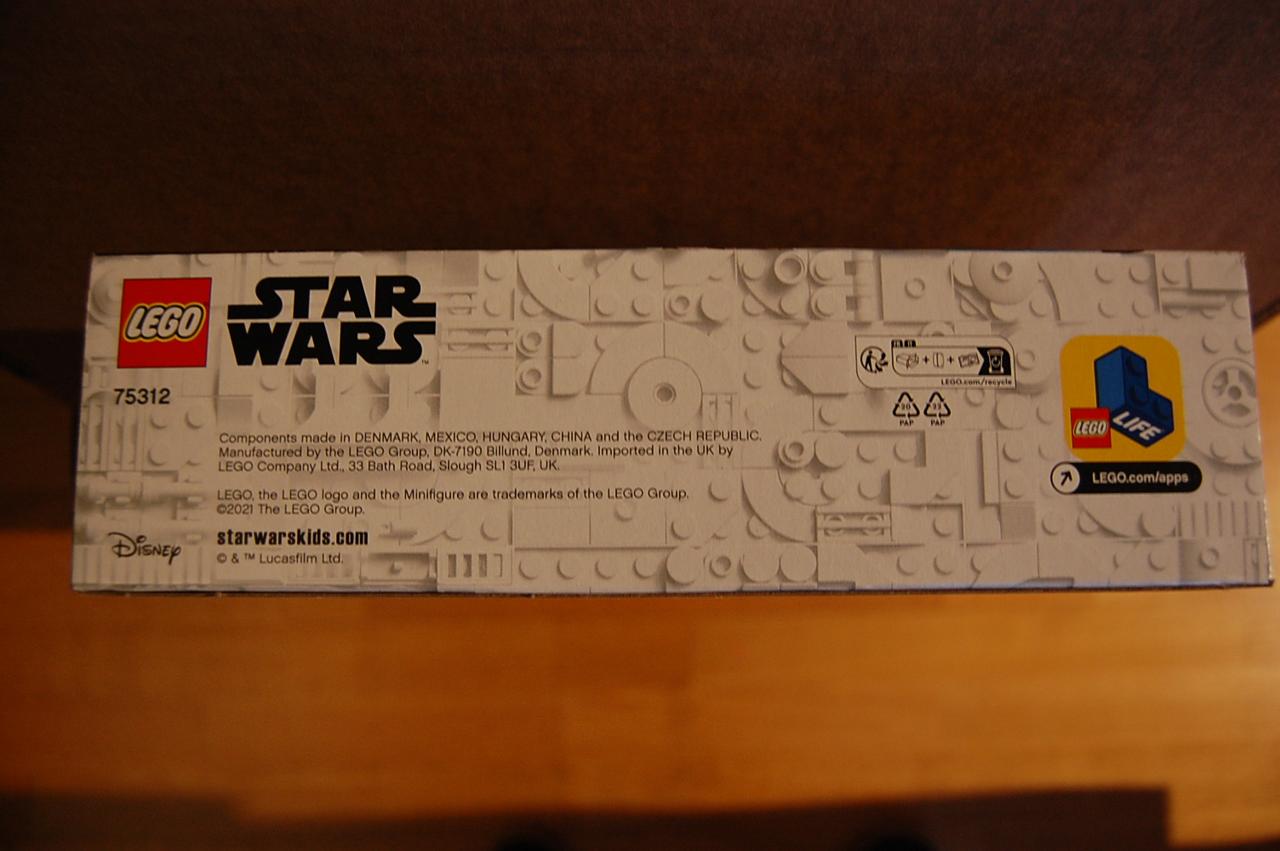 LEGO
STAR
WARS™
75312
Components made in DENMARK, MEXICO, HUNGARY, CHINA and the CZECH REPUBLIC.
Manufactured by the LEGO Group, DK-7190 Billund, Denmark. Imported in the UK by
LEGO Company Ltd., 33 Bath Road, Slough SL1 3UF, UK.
LEGO, the LEGO logo and the Minifigure are trademarks of the LEGO Group.
©2021 The LEGO Group.
Disney
starwarskids.com
© & ™ Lucasfilm Ltd.
+ +
LEGO.com/recycle
PAP PAP
LEGO
LIFE
LEGO.com/apps